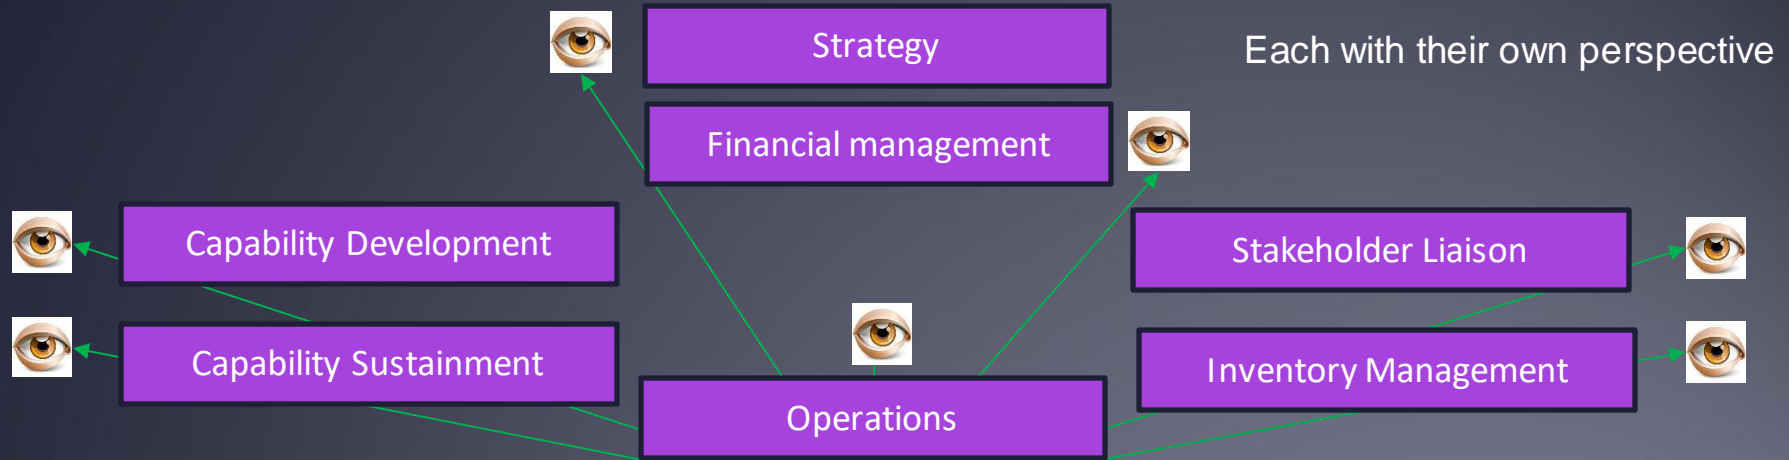 Strategy
Each with their own perspective
Financial management
Capability Development
Stakeholder Liaison
Capability Sustainment
Inventory Management
Operations